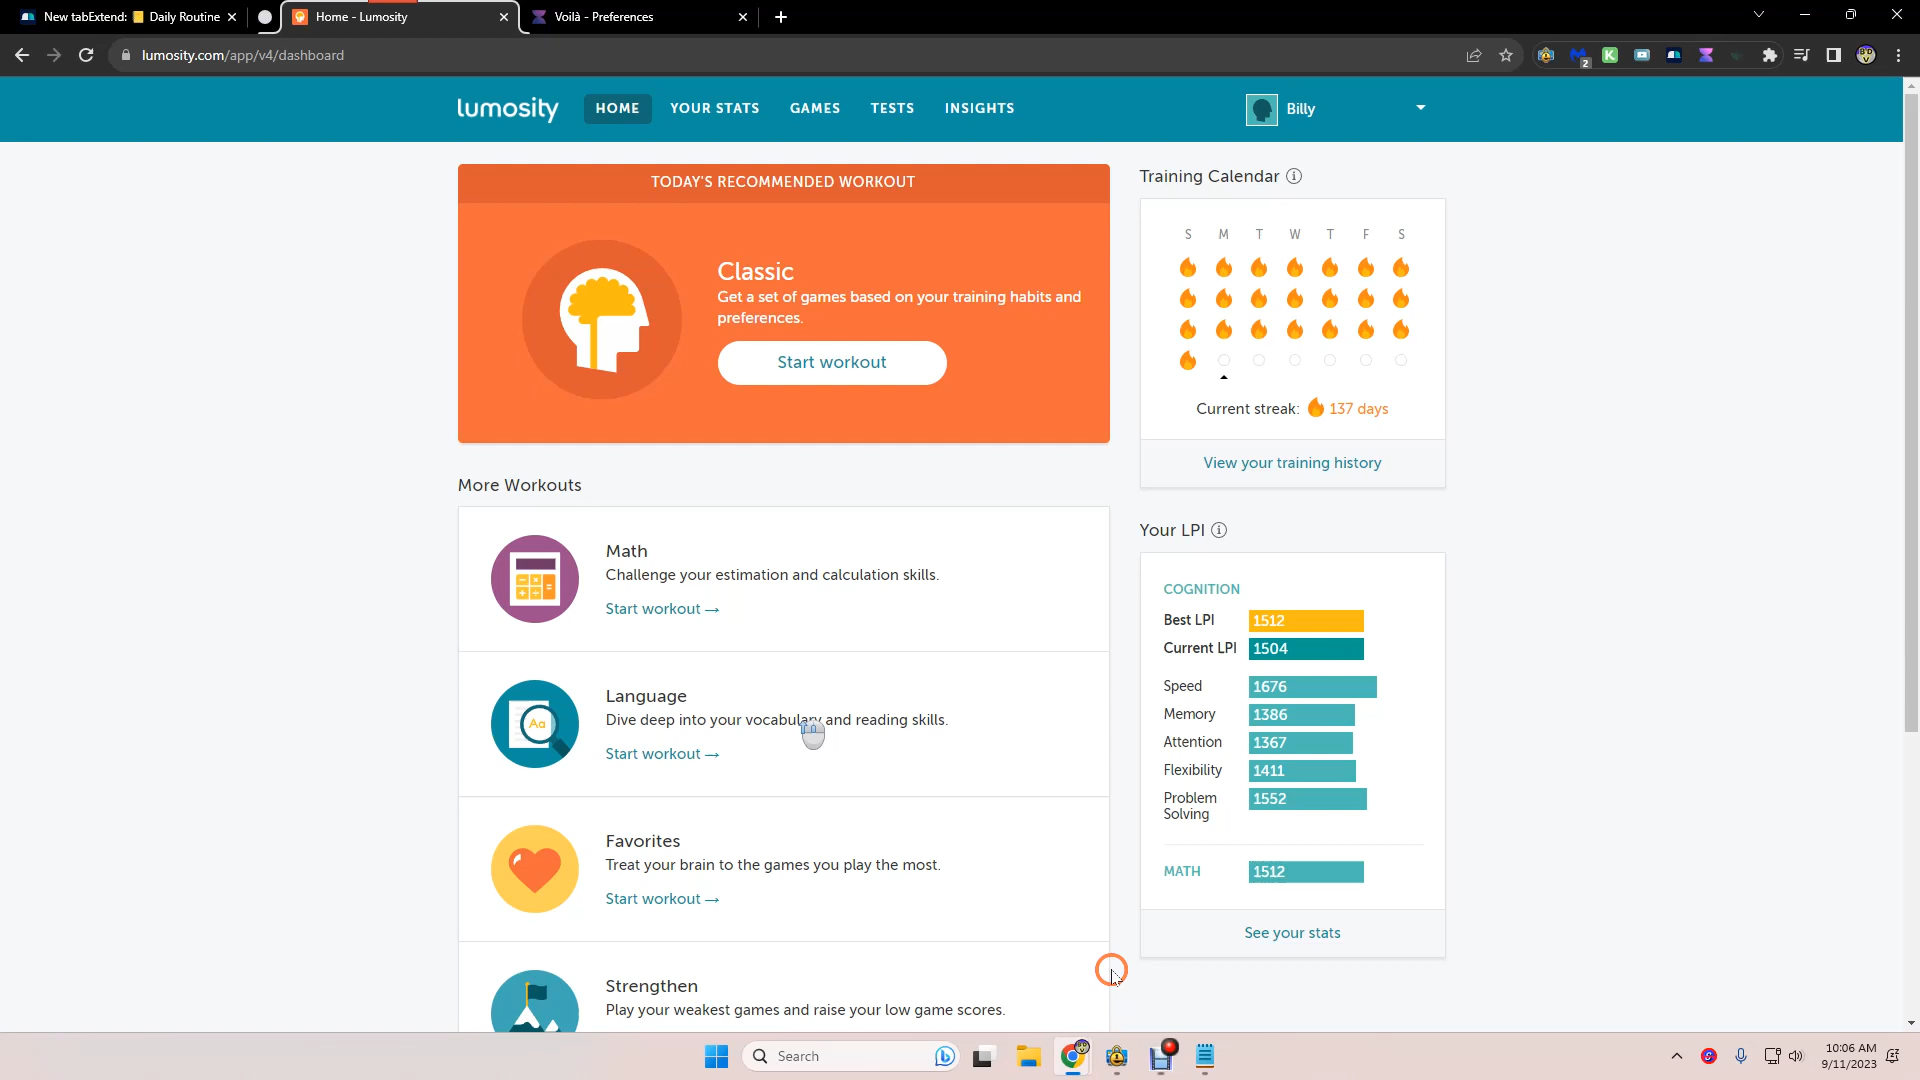 New tabExtend: Daily Routine
Home - Lumosity
Voilà - Preferences
lumosity.com/app/v4/dashboard
2
K
lumosity
HOME
YOUR STATS
GAMES
TESTS
INSIGHTS
Billy
TODAY'S RECOMMENDED WORKOUT
Classic
Get a set of games based on your training habits and
preferences.
Start workout
Training Calendar
S M T W T F S
Current streak: 137 days
View your training history
More Workouts
Math
Challenge your estimation and calculation skills.
Start workout →
Aa
Language
Dive deep into your vocabulary and reading skills.
Start workout →
Favorites
Treat your brain to the games you play the most.
Start workout →
Strengthen
Play your weakest games and raise your low game scores.
Your LPI
COGNITION
Best LPI 1512
Current LPI 1504
Speed 1676
Memory 1386
Attention 1367
Flexibility 1411
Problem
Solving 1552
MATH 1512
See your stats
Search
10:06 AM
9/11/2023